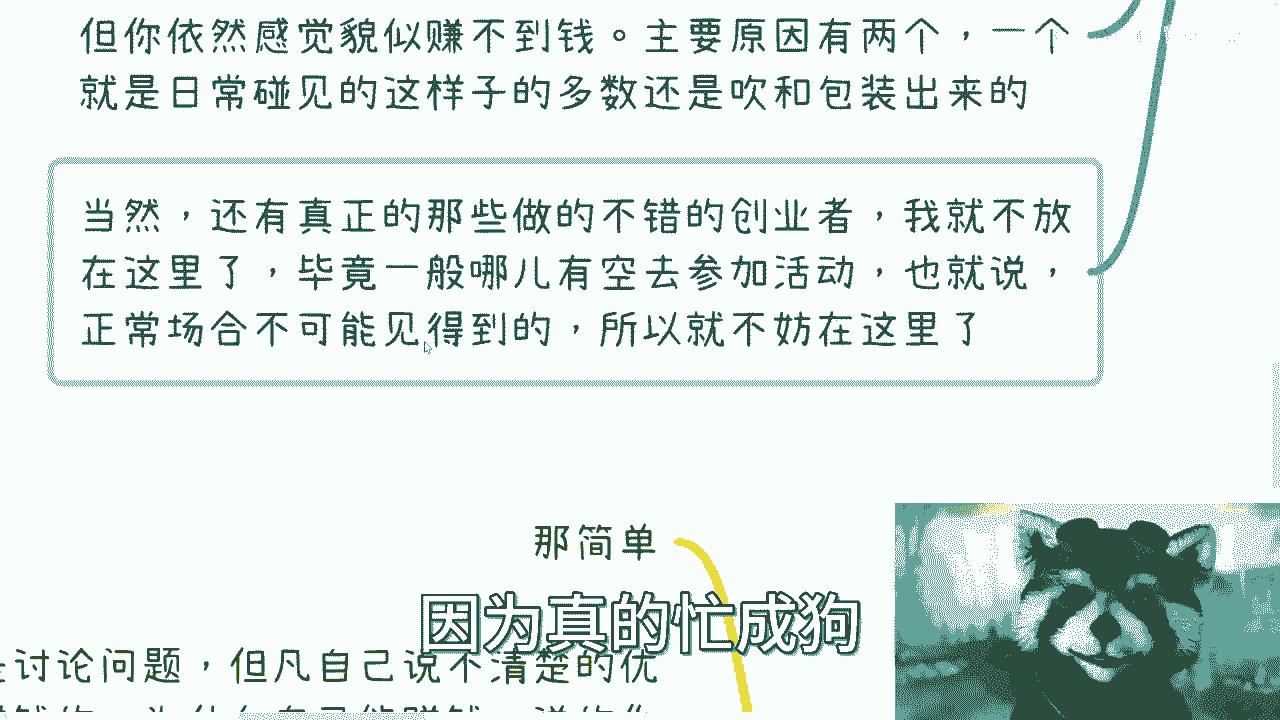 但你依然感觉貌似赚不到钱。主要原因有两个，一个
就是日常碰见的这样子的多数还是吹和包装出来的
当然，还有真正的那些做的不错的创业者，我就不放
在这里了，毕竟一般哪儿有空去参加活动，也就说，
正常场合不可能见得到的，所以就不妨在这里了
那简单
因为真的忙成狗
是讨论问题，但凡自己说不清楚的优